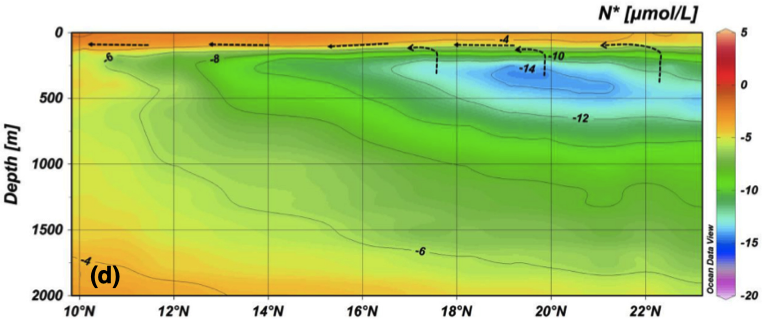 N* [μmol/L]
0
500
1000
1500
2000
Depth [m]
-4
-6
-8
-10
-14
-12
-6
-4
(d)
10°N
12°N
14°N
16°N
18°N
20°N
22°N
Ocean Data View
5
0
-5
-10
-15
-20